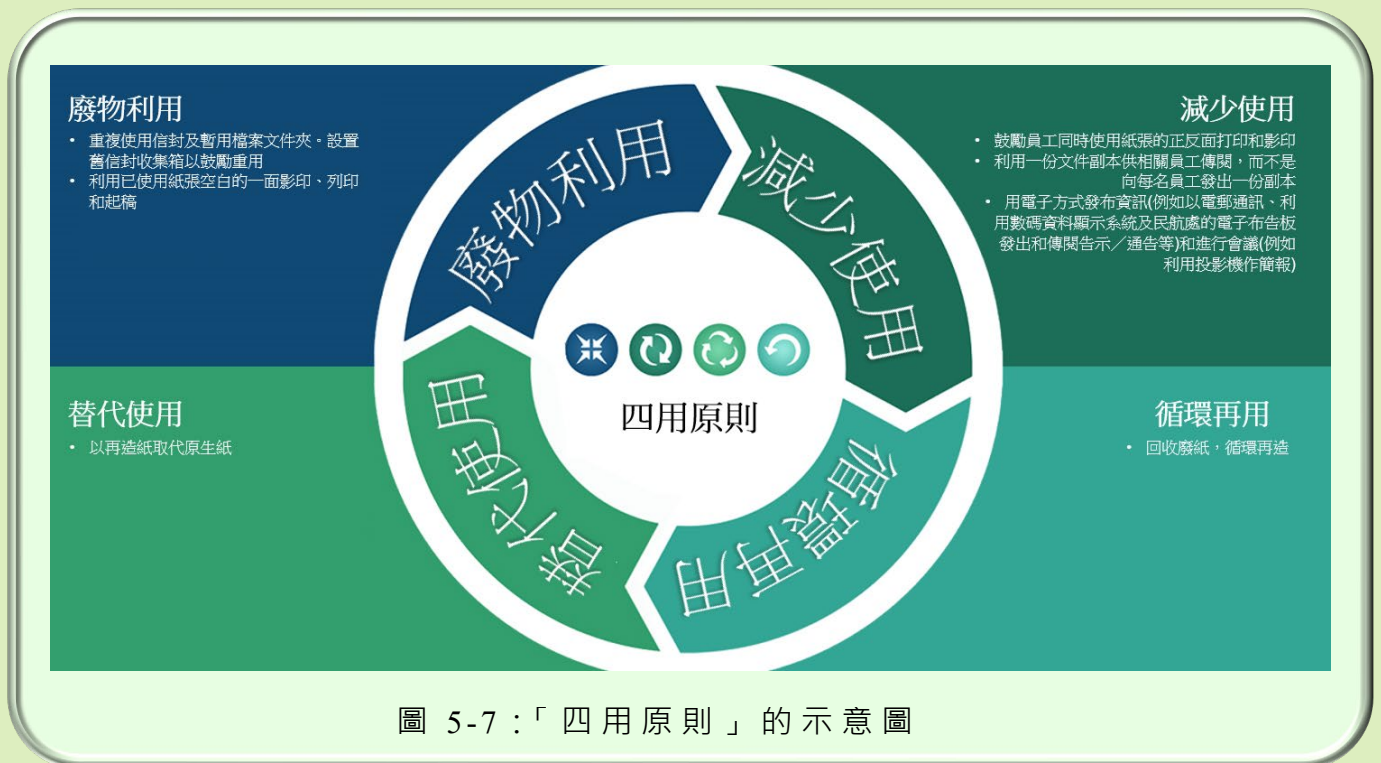 廢物利用
• 重複使用信封及暫用檔案文件夾。設置
舊信封收集箱以鼓勵重用
• 利用已使用紙張空白的一面影印、列印
和起稿
減少使用
• 鼓勵員工同時使用紙張的正反面打印和影印
• 利用一份文件副本供相關員工傳閱，而不是
向每名員工發出一份副本
• 用電子方式發布資訊(例如以電郵通訊、利
用數碼資料顯示系統及民航處的電子布告板
發出和傳閱告示／通告等)和進行會議(例如
利用投影機作簡報)
廢物利用
減少使用
四用原則
替代使用
循環再用
替代使用
• 以再造紙取代原生紙
循環再用
• 回收廢紙，循環再造
圖 5-7：「四用原則」的示意圖